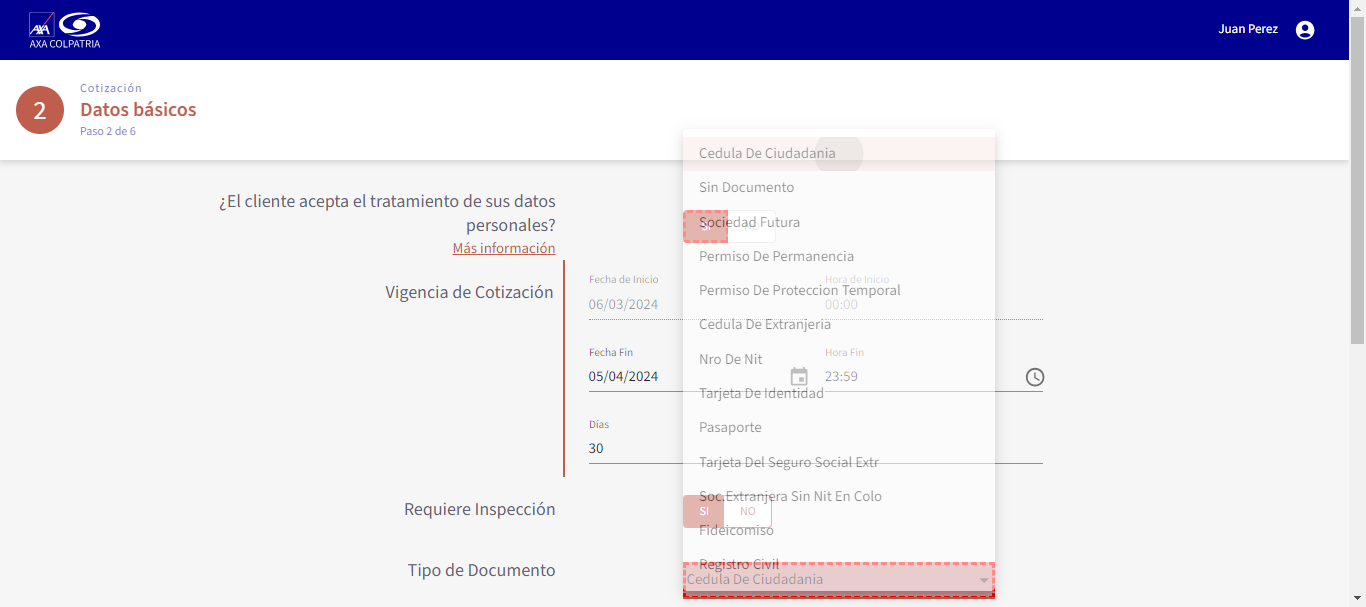 AXA
AXA COLPATRIA
Juan Perez
2
Cotización
Datos básicos
Paso 2 de 6
¿El cliente acepta el tratamiento de sus datos
personales?
Más información
Vigencia de Cotización
Fecha de Inicio
06/03/2024
Hora de Inicio
00:00
Fecha Fin
05/04/2024
Hora Fin
23:59
Días
30
Requiere Inspección
SI
NO
Tipo de Documento
Cedula De Ciudadania
Cedula De Ciudadania
Sin Documento
Sociedad Futura
Permiso De Permanencia
Permiso De Proteccion Temporal
Cedula De Extranjeria
Nro De Nit
Tarjeta De Identidad
Pasaporte
Tarjeta Del Seguro Social Extr
Soc.Extranjera Sin Nit En Colo
Fideicomiso
Registro Civil